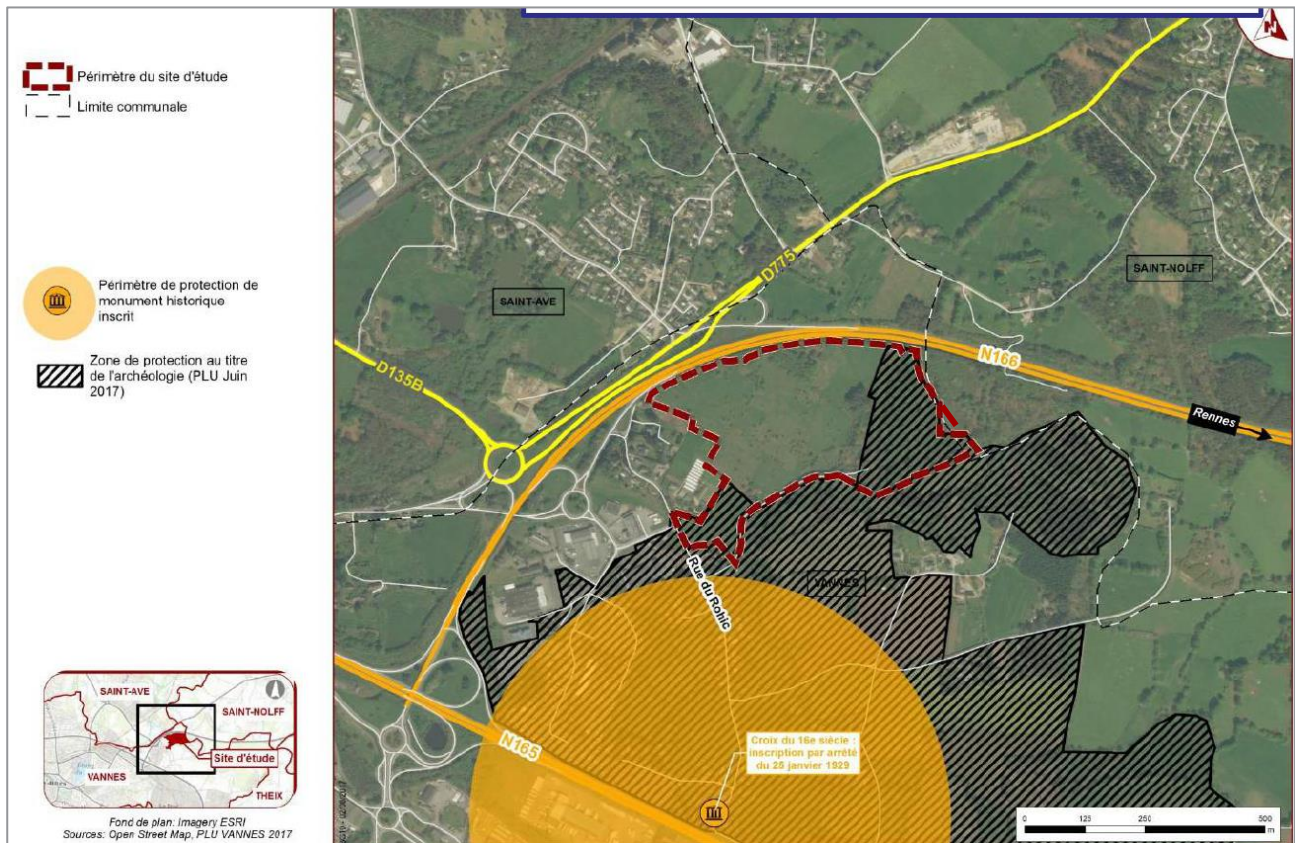 Périmètre du site d'étude
Limite communale
Périmètre de protection de
monument historique
inscrit
Zone de protection au titre
de l'archéologie (PLU Juin
2017)
N
SAINT-AVE
SAINT-NOLFF
D775
D135B
N166
Rennes
VANNES
Rue du Rohic
N165
Croix du 16e siècle :
inscription par arrêté
du 25 janvier 1929
0 125 250 500
m
SAINT-AVE
SAINT-NOLFF
Site d'étude
VANNES
THEIX
Fond de plan: Imagery ESRI
Sources: Open Street Map, PLU VANNES 2017